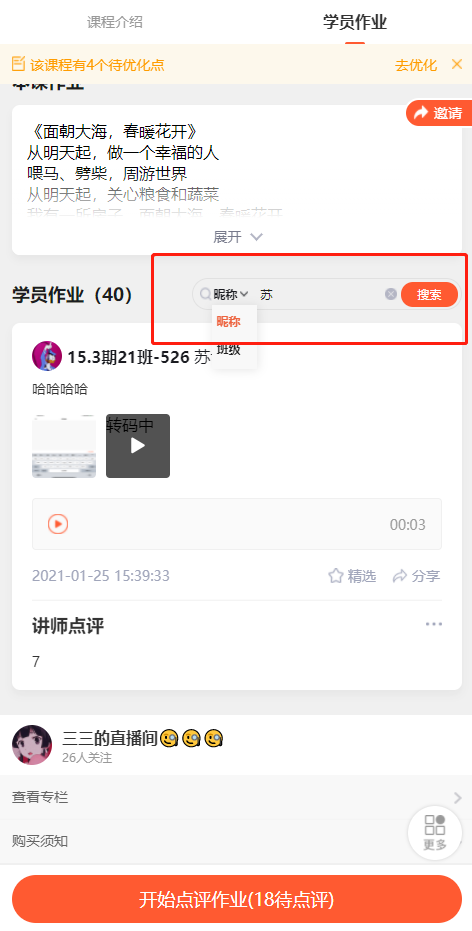 课程介绍
学员作业
该课程有4个待优化点
去优化
本课作业
邀请
《面朝大海，春暖花开》
从明天起，做一个幸福的人
喂马、劈柴，周游世界
从明天起，关心粮食和蔬菜
我有一所房子，面朝大海，春暖花开
展开
学员作业（40）
昵称
苏
搜索
昵称
班级
15.3期21班-526 苏
哈哈哈哈
转码中
00:03
2021-01-25 15:39:33
精选
分享
讲师点评
7
三三的直播间
26人关注
查看专栏
购买须知
更多
开始点评作业(18待点评)